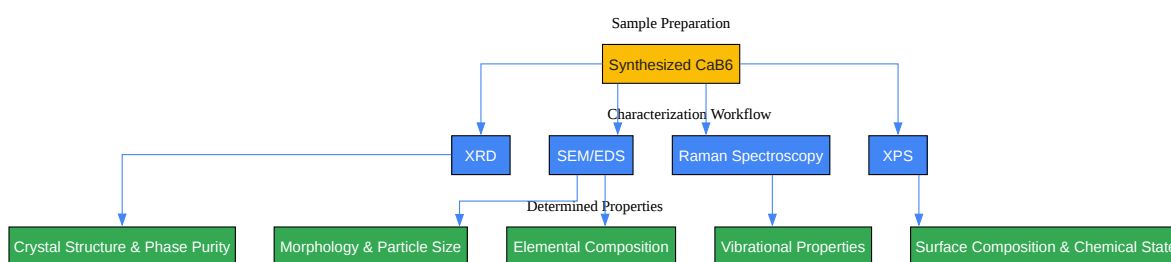 Sample Preparation
Synthesized CaB6
Characterization Workflow
XRD
SEM/EDS
Raman Spectroscopy
XPS
Determined Properties
Crystal Structure & Phase Purity
Morphology & Particle Size
Elemental Composition
Vibrational Properties
Surface Composition & Chemical State